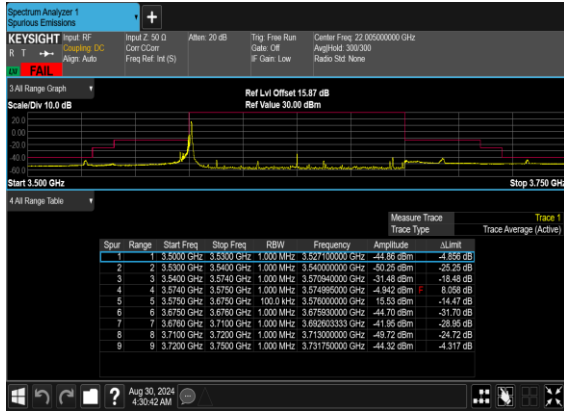 Spectrum Analyzer 1
Spurious Emissions
KEYSIGHT Input: RF Input Z: 50 Ω Atten: 20 dB Trig: Free Run Center Freq: 22.005000000 GHz
R T Coupling: DC Corr CCorr Gate: Off Avg|Hold: 300/300
Align: Auto Freq Ref: Int (S) IF Gain: Low Radio Std: None
LV FAIL
3 All Range Graph
Ref Lvl Offset 15.87 dB
Scale/Div 10.0 dB Ref Value 30.00 dBm
20.0
0.00
-20.0
-40.0
-60.0
Start 3.500 GHz Stop 3.750 GHz
4 All Range Table
Measure Trace Trace 1
Trace Type Trace Average (Active)
Spur Range Start Freq Stop Freq RBW Frequency Amplitude ΔLimit
1 1 3.5000 GHz 3.5300 GHz 1.000 MHz 3.527100000 GHz -44.86 dBm -4.856 dB
2 2 3.5300 GHz 3.5400 GHz 1.000 MHz 3.540000000 GHz -50.25 dBm -25.25 dB
3 3 3.5400 GHz 3.5740 GHz 1.000 MHz 3.570940000 GHz -31.48 dBm -18.48 dB
4 4 3.5740 GHz 3.5750 GHz 1.000 MHz 3.574995000 GHz -4.942 dBm F 8.058 dB
5 5 3.5750 GHz 3.6750 GHz 100.0 kHz 3.576000000 GHz 15.53 dBm -14.47 dB
6 6 3.6750 GHz 3.6760 GHz 1.000 MHz 3.675930000 GHz -44.70 dBm -31.70 dB
7 7 3.6760 GHz 3.7100 GHz 1.000 MHz 3.692603333 GHz -41.95 dBm -28.95 dB
8 8 3.7100 GHz 3.7200 GHz 1.000 MHz 3.713000000 GHz -49.72 dBm -24.72 dB
9 9 3.7200 GHz 3.7500 GHz 1.000 MHz 3.731750000 GHz -44.32 dBm -4.317 dB
Aug 30, 2024
4:30:42 AM